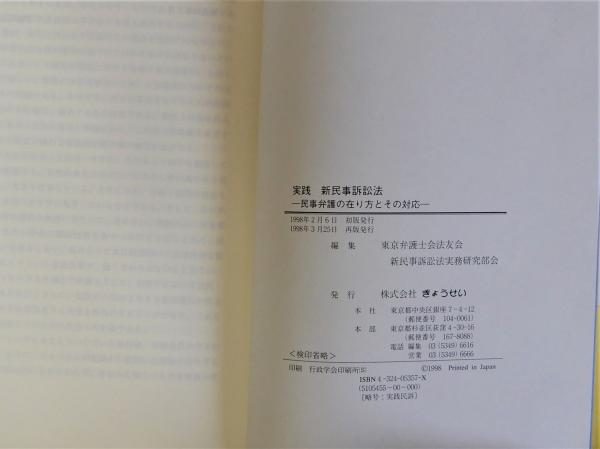 実践 新民事訴訟法
―民事弁護の在り方とその対応―
1998年2月6日 初版発行
1998年3月25日 再版発行
編集 東京弁護士会法友会
新民事訴訟法実務研究部会
発行 株式会社 ぎょうせい
本社 東京都中央区銀座7-4-12
(郵便番号 104-0061)
本部 東京都杉並区荻窪4-30-16
(郵便番号 167-8088)
電話 編集 03 (5349) 6616
営業 03 (5349) 6666
<検印省略>
印刷 行政学会印刷所㈱ ©1998 Printed in Japan
ISBN4-324-05357-X
(5105455-00-000)
[略号:実践民訴]